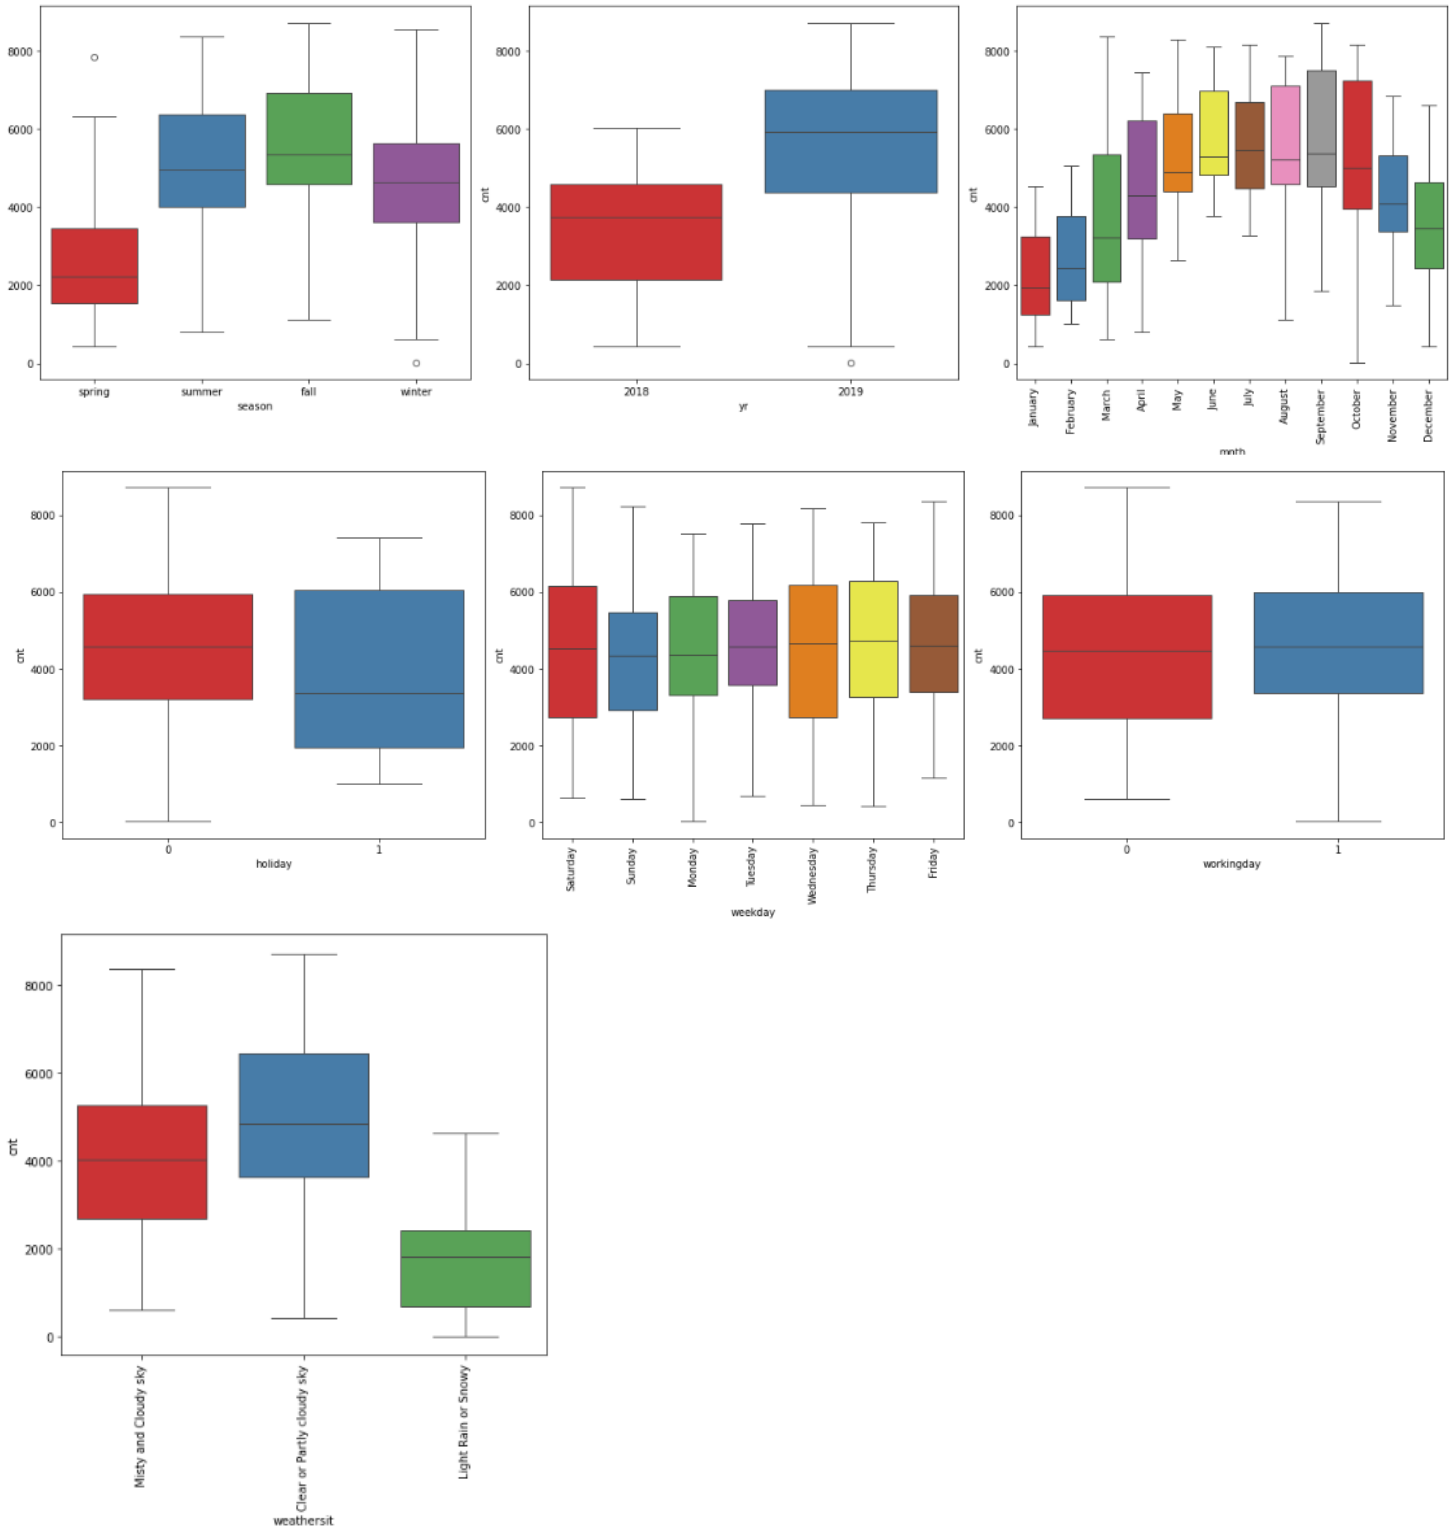 8000
6000
4000
2000
0
spring summer fall winter
season
cnt
8000
6000
4000
2000
0
2018 2019
yr
cnt
8000
6000
4000
2000
0
January
February
March
April
May
June
July
August
September
October
November
December
mnth
cnt
8000
6000
4000
2000
0
0 1
holiday
cnt
8000
6000
4000
2000
0
Saturday
Sunday
Monday
Tuesday
Wednesday
Thursday
Friday
weekday
cnt
8000
6000
4000
2000
0
0 1
workingday
cnt
8000
6000
4000
2000
0
Misty and Cloudy sky
Clear or Partly cloudy sky
Light Rain or Snowy
weathersit